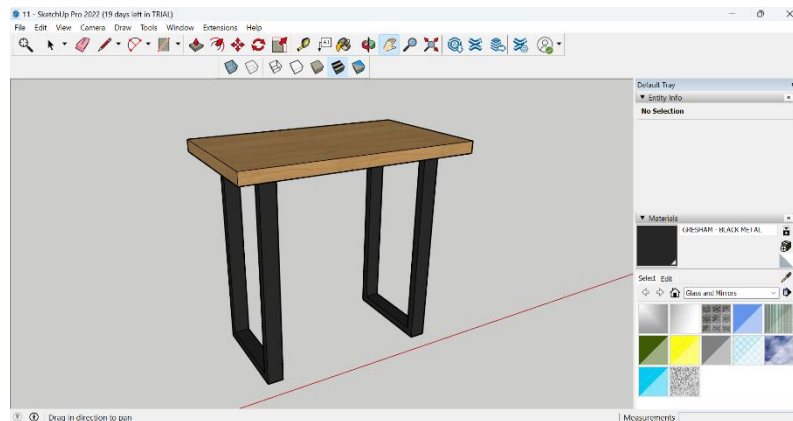 11 - SketchUp Pro 2022 (19 days left in TRIAL)
File Edit View Camera Draw Tools Window Extensions Help
Default Tray
Entity Info
No Selection
Materials
GRESHAM - BLACK METAL
Select Edit
Glass and Mirrors
Drag in direction to pan
Measurements